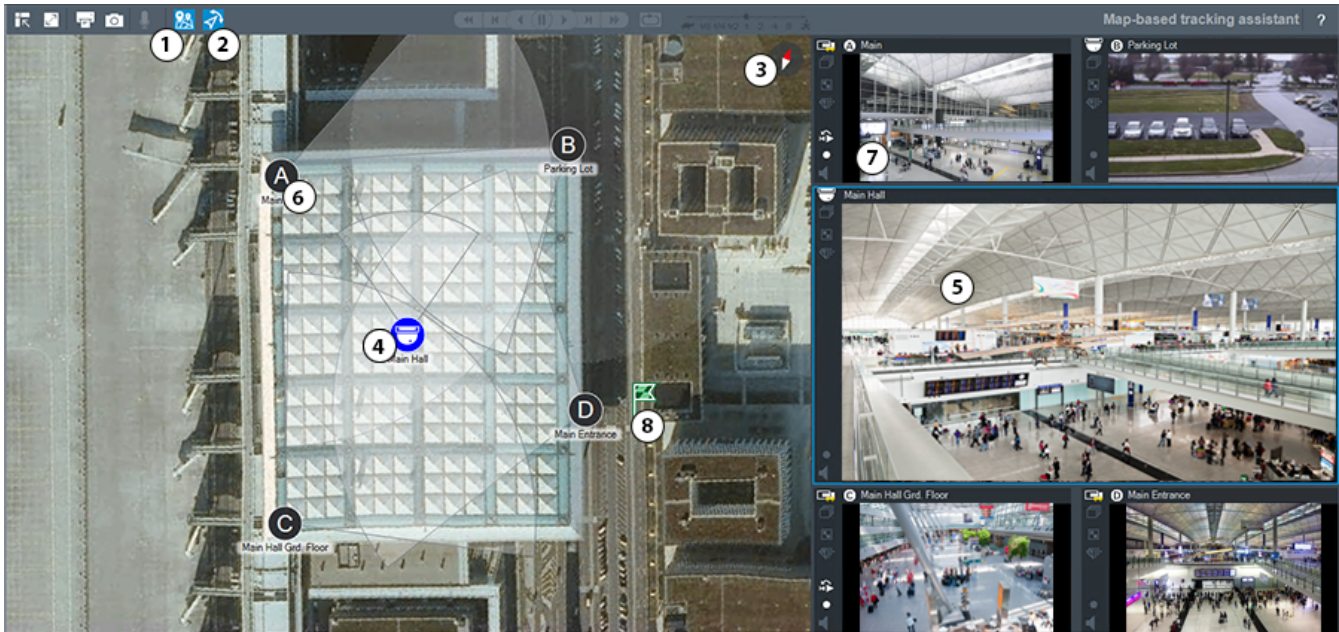 Map-based tracking assistant ?
1
2
3
A Main
B Parking Lot
7
B
Parking Lot
A
Main
6
Main Hall
5
4
Main Hall
8
D
Main Entrance
C
Main Hall Grd. Floor
C Main Hall Grd. Floor
D Main Entrance